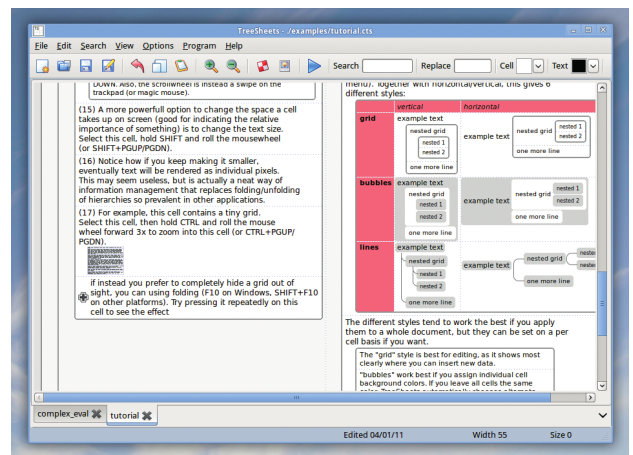 TreeSheets - ./examples/tutorial.cts
File Edit Search View Options Program Help
Search Replace Cell Text
DOWN. Also, the scrollwheel is instead a swipe on the
trackpad (or magic mouse).
(15) A more powerfull option to change the space a cell
takes up on screen (good for indicating the relative
importance of something) is to change the text size.
Select the cell, hold SHIFT and roll the mousewheel
(or SHIFT+PGUP/PGDN).
(16) Notice how if you keep making it smaller,
eventually text will be rendered as individual pixels.
This may seem useless, but is actually a neat way of
information management that replaces folding/unfolding
of hierarchies so prevalent in other applications.
(17) For example, this cell contains a tiny grid.
Select this cell, then hold CTRL and roll the mouse
wheel forward 3x to zoom into this cell (or CTRL+PGUP/
PGDN).
if instead you prefer to completely hide a grid out of
sight, you can using folding (F10 on Windows, SHIFT+F10
on other platforms). Try pressing it repeatedly on this
cell to see the effect
menu). Together with horizontal/vertical, this gives 6
different styles:
vertical horizontal
grid
example text
nested grid
nested 1
nested 2
one more line
example text
nested grid
nested 1
nested 2
one more line
bubbles
example text
nested grid
nested 1
nested 2
one more line
example text
nested grid
nested 1
nested 2
one more line
lines
example text
nested grid
nested 1
nested 2
one more line
example text
nested grid
neste
neste
one more line
The different styles tend to work the best if you apply
them to a whole document, but they can be set on a per
cell basis if you want.
The "grid" style is best for editing, as it shows most
clearly where you can insert new data.
"bubbles" work best if you assign individual cell
background colors. If you leave all cells the same
complex_eval tutorial
Edited 04/01/11 Width 55 Size 0